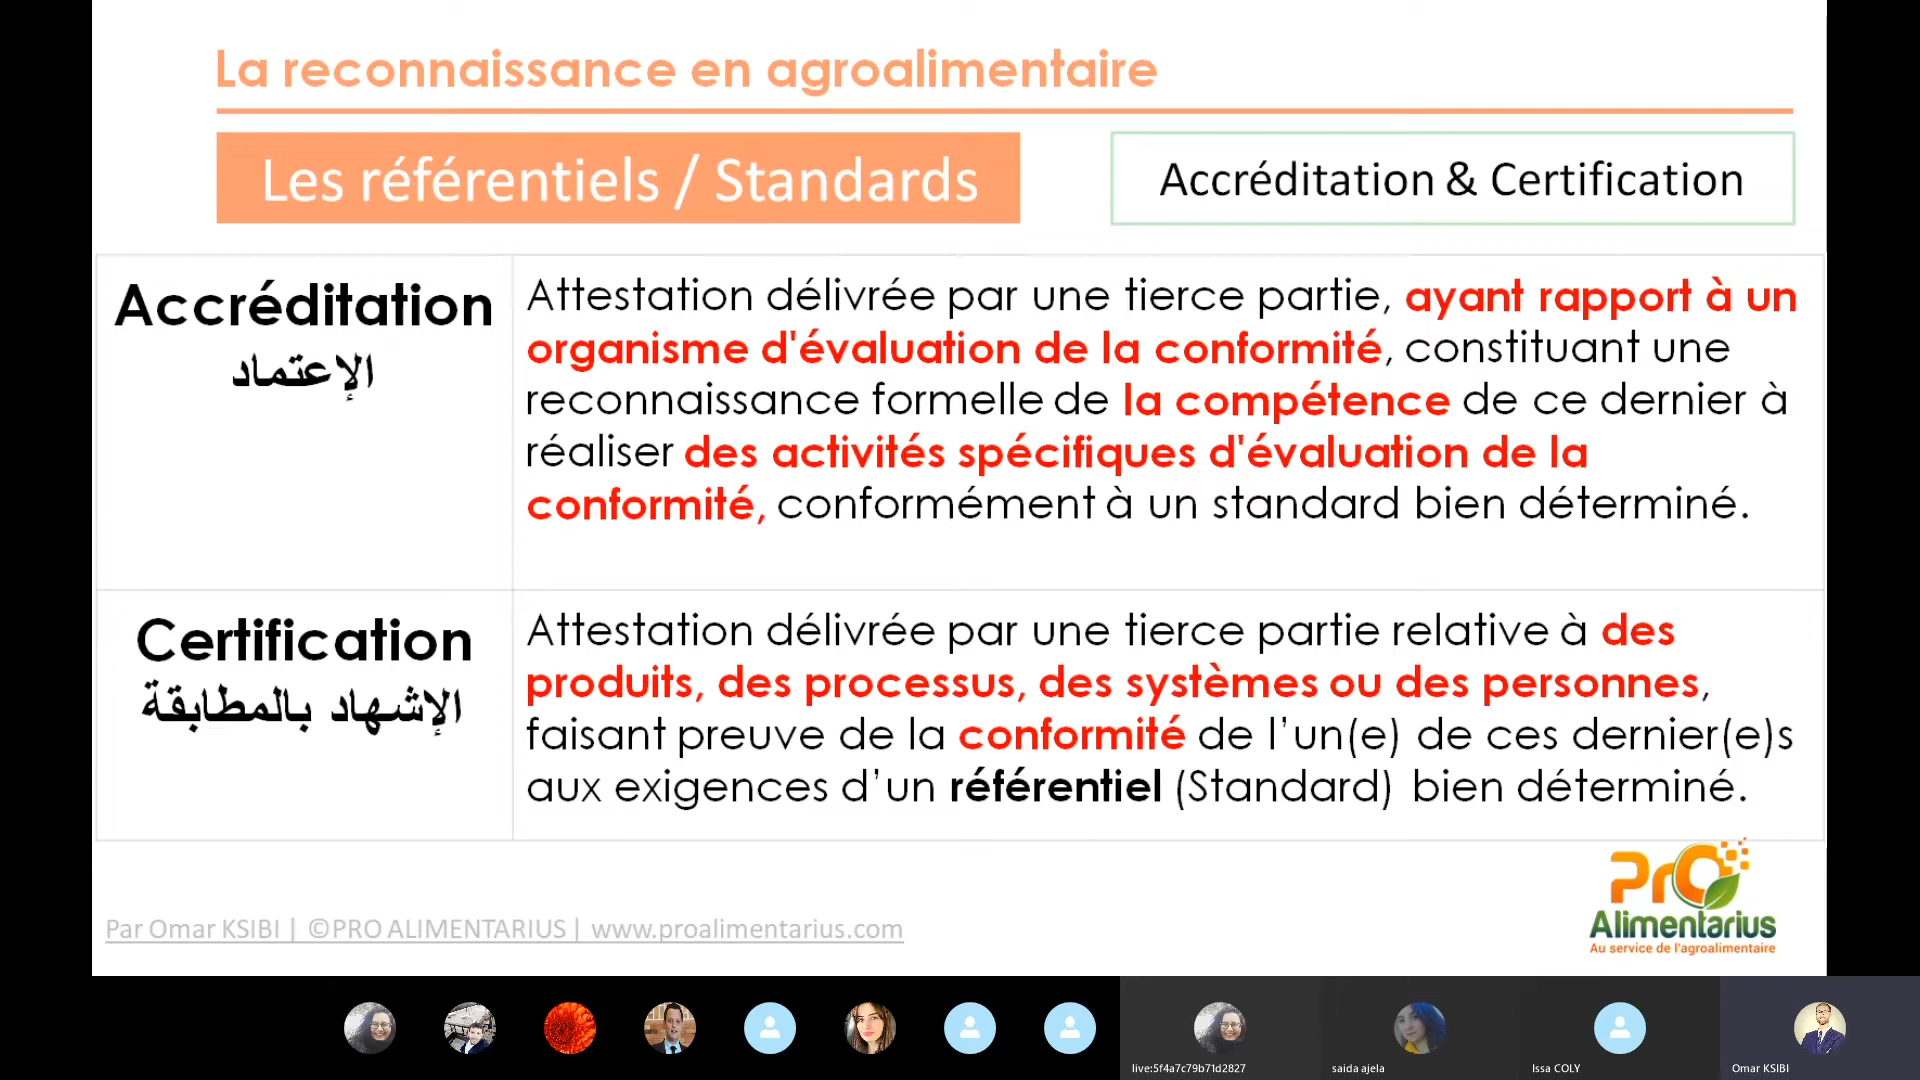 La reconnaissance en agroalimentaire
Les référentiels / Standards
Accréditation & Certification
Accréditation
الإعتماد
Attestation délivrée par une tierce partie, ayant rapport à un
organisme d'évaluation de la conformité, constituant une
reconnaissance formelle de la compétence de ce dernier à
réaliser des activités spécifiques d'évaluation de la
conformité, conformément à un standard bien déterminé.
Certification
الإشهاد بالمطابقة
Attestation délivrée par une tierce partie relative à des
produits, des processus, des systèmes ou des personnes,
faisant preuve de la conformité de l’un(e) de ces dernier(e)s
aux exigences d’un référentiel (Standard) bien déterminé.
Par Omar KSIBI | ©PRO ALIMENTARIUS | www.proalimentarius.com
Pro
Alimentarius
Au service de l'agroalimentaire
live:5f4a7c79b71d2827
saida ajela
Issa COLY
Omar KSIBI